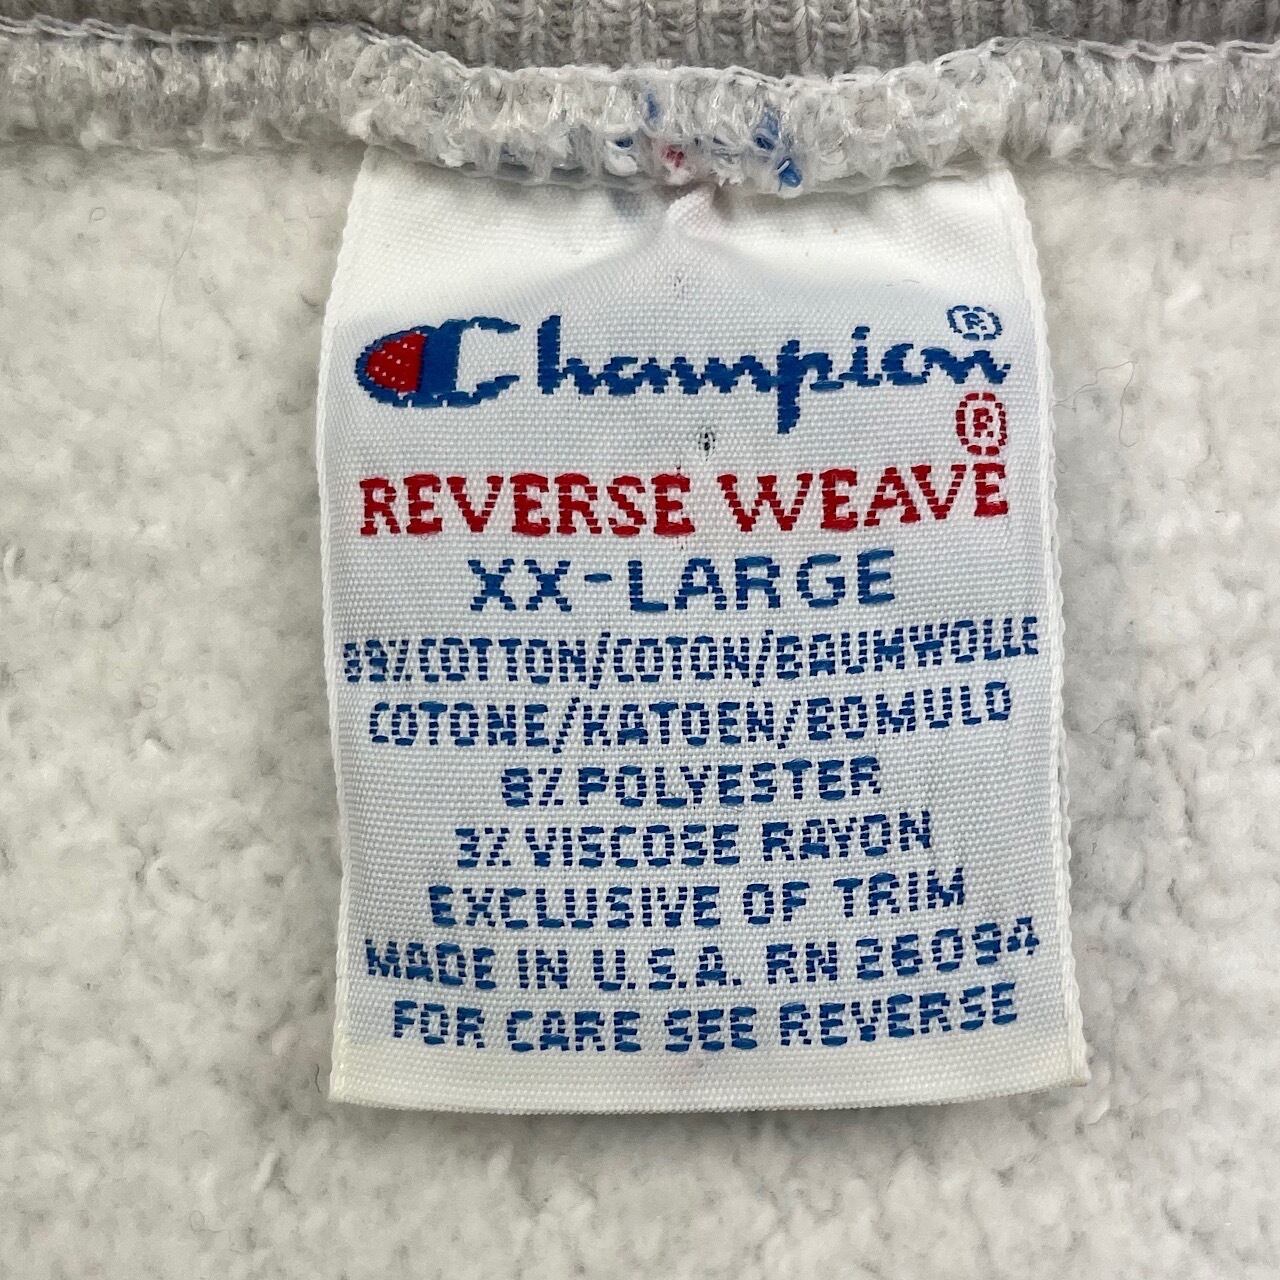 Champion®
®
REVERSE WEAVE
XX-LARGE
89% COTTON/COTON/BAUMWOLLE
COTONE/KATOEN/BOMULD
8% POLYESTER
3% VISCOSE RAYON
EXCLUSIVE OF TRIM
MADE IN U.S.A. RN 26094
FOR CARE SEE REVERSE